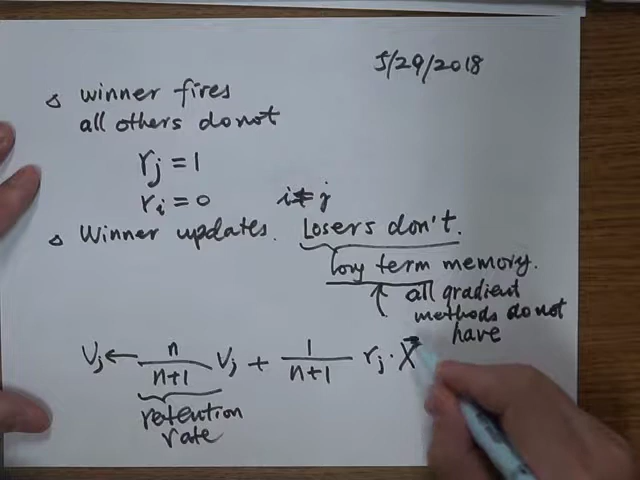 5/29/2018
△ winner fires
all others do not
rj = 1
ri = 0 i≠j
△ Winner updates. Losers don't.
long term memory.
↑ all gradient
methods do not
have
Vj ← n/n+1 Vj + 1/n+1 rj · X
retention
rate